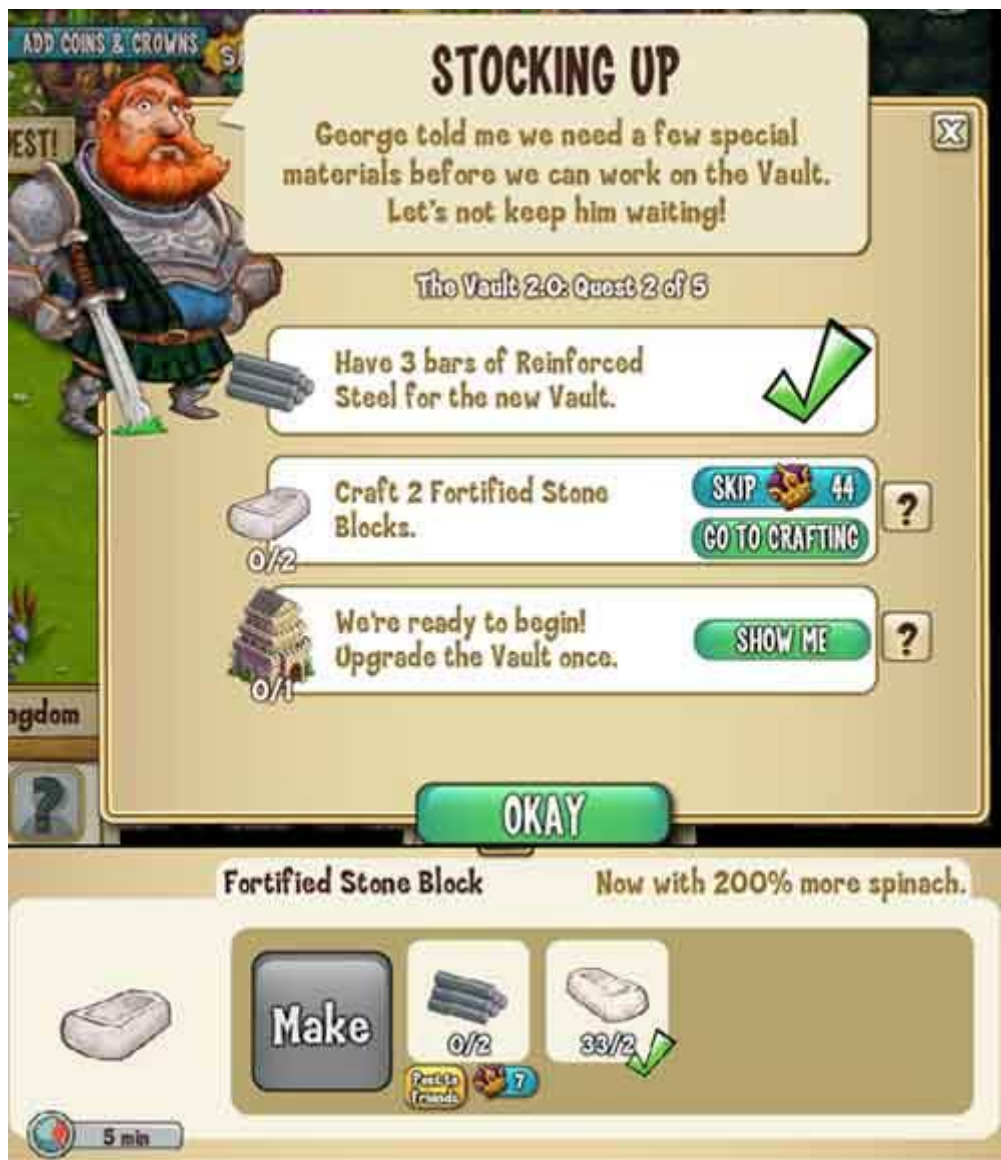 ADD COINS & CROWNS
STOCKING UP
George told me we need a few special
materials before we can work on the Vault.
Let's not keep him waiting!
EST!
The Vault 2.0: Quest 2 of 5
Have 3 bars of Reinforced
Steel for the new Vault.
Craft 2 Fortified Stone
Blocks.
0/2
SKIP 44
GO TO CRAFTING
?
We're ready to begin!
Upgrade the Vault once.
0/1
SHOW ME
?
ngdom
?
OKAY
Fortified Stone Block
Now with 200% more spinach.
Make
0/2
33/2
Post to
Friends
7
5 min